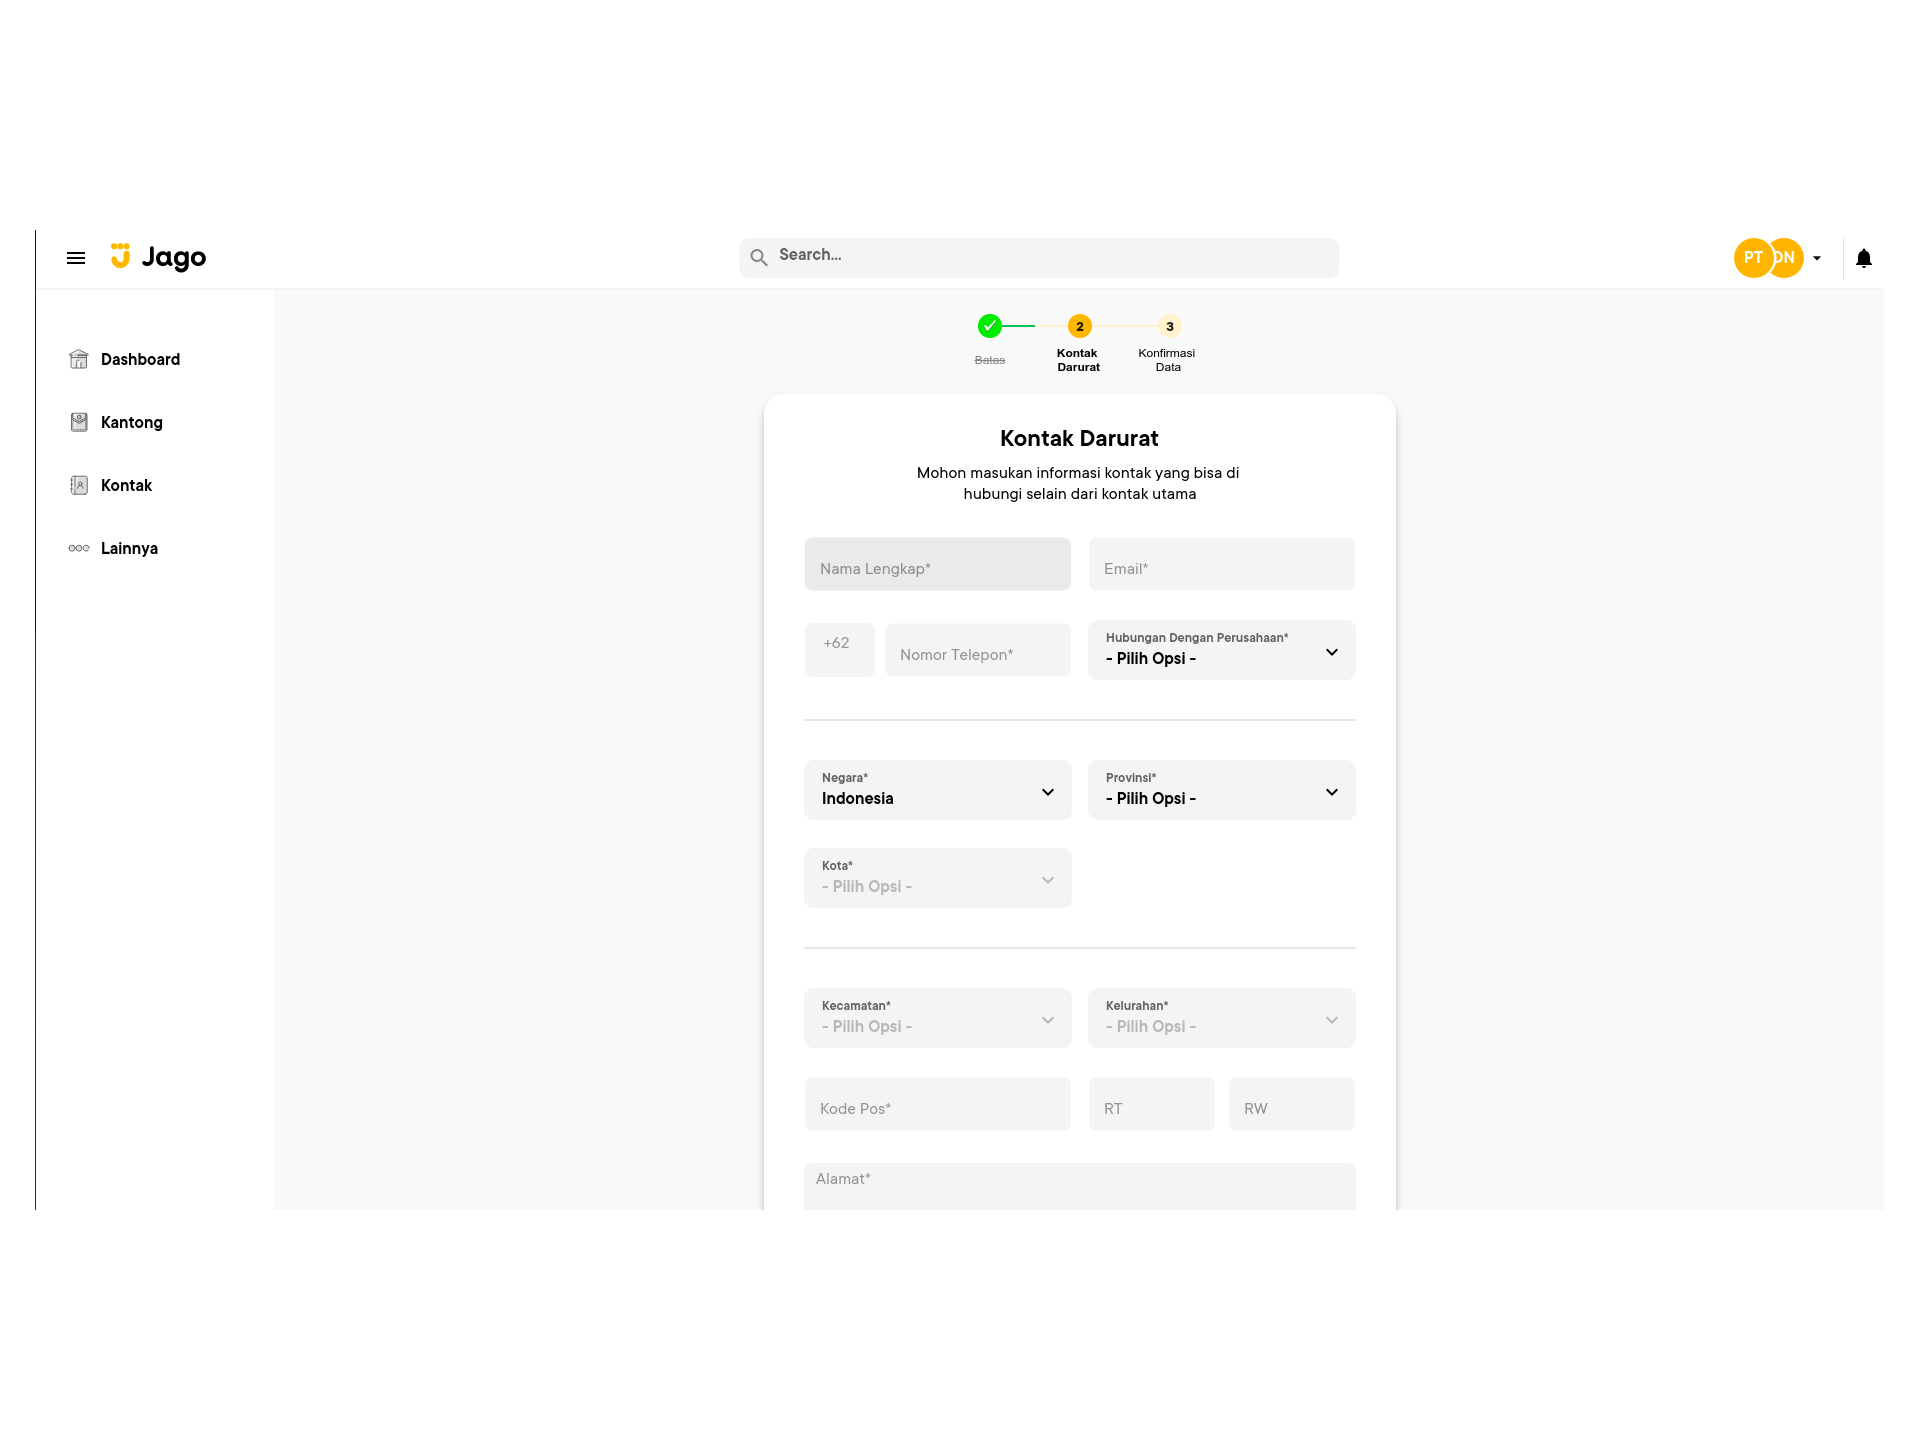 Jago
Search...
PT
DN
Dashboard
Kantong
Kontak
Lainnya
Batas
2
Kontak
Darurat
3
Konfirmasi
Data
Kontak Darurat
Mohon masukan informasi kontak yang bisa di
hubungi selain dari kontak utama
Nama Lengkap*
Email*
+62
Nomor Telepon*
Hubungan Dengan Perusahaan*
- Pilih Opsi -
Negara*
Indonesia
Provinsi*
- Pilih Opsi -
Kota*
- Pilih Opsi -
Kecamatan*
- Pilih Opsi -
Kelurahan*
- Pilih Opsi -
Kode Pos*
RT
RW
Alamat*